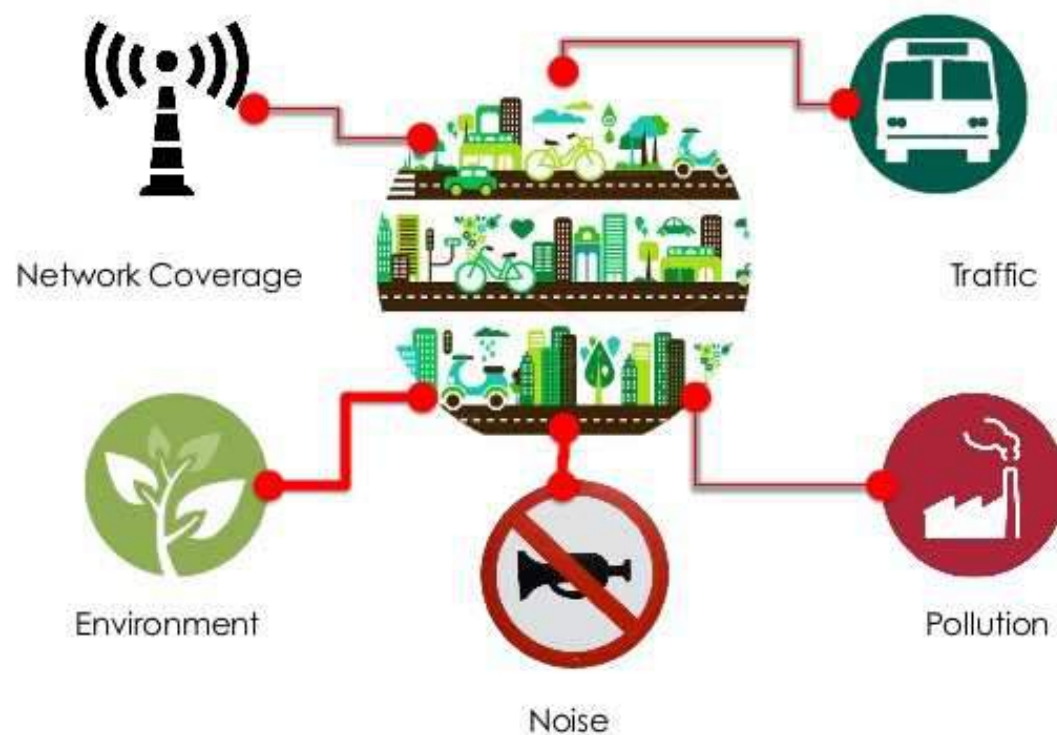 Network Coverage
Traffic
Environment
Pollution
Noise